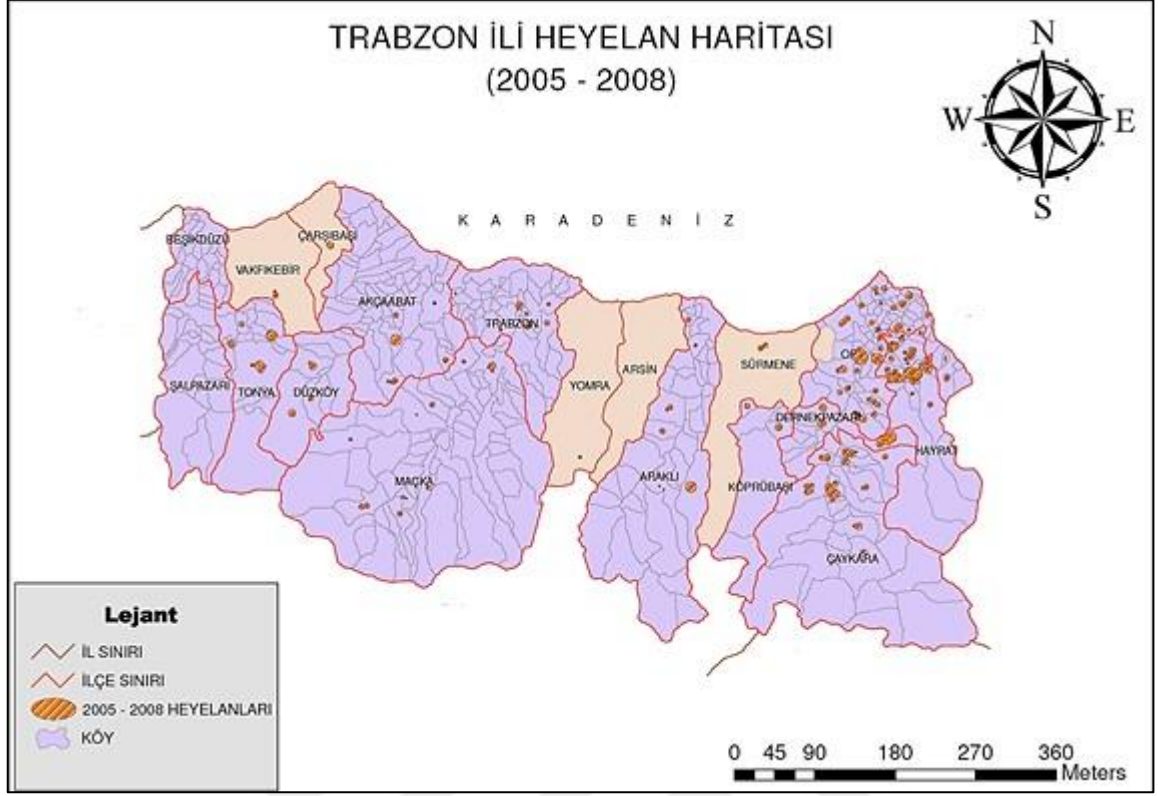 TRABZON İLİ HEYELAN HARİTASI
(2005 - 2008)
N
W
E
S
K A R A D E N İ Z
BEŞİKDÜZÜ
ÇARŞIBAŞI
VAKFIKEBİR
AKÇAABAT
TRABZON
OF
SÜRMENE
ARSİN
YOMRA
ŞALPAZARI
TONYA
DÜZKÖY
DERNEKPAZARI
HAYRAT
MAÇKA
ARAKLI
KÖPRÜBAŞI
ÇAYKARA
Lejant
İL SINIRI
İLÇE SINIRI
2005 - 2008 HEYELANLARI
KÖY
0 45 90 180 270 360
Meters